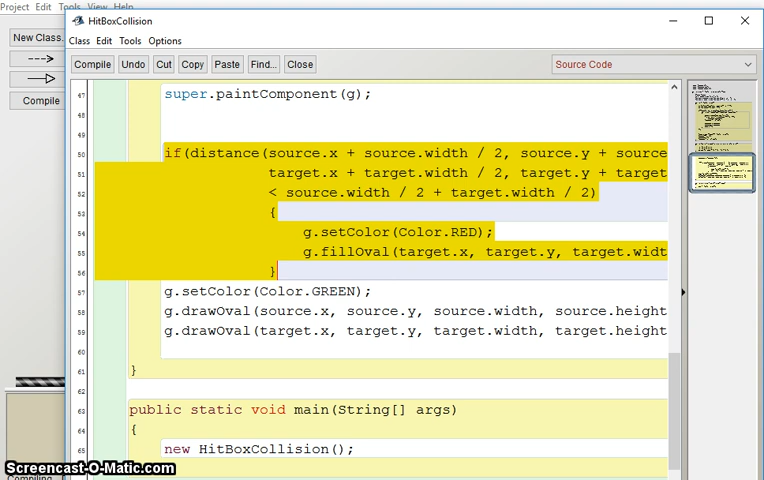 Project Edit Tools
HitBoxCollision
Class Edit Tools Options
New Class.
Compile Undo Cut Copy Paste Find... Close Source Code
Compile
47 super.paintComponent(g);
48
49
50 if(distance(source.x + source.width / 2, source.y + source
51 target.x + target.width / 2, target.y + target
52 < source.width / 2 + target.width / 2)
53 {
54 g.setColor(Color.RED);
55 g.fillOval(target.x, target.y, target.widt
56 }
57 g.setColor(Color.GREEN);
58 g.drawOval(source.x, source.y, source.width, source.height
59 g.drawOval(target.x, target.y, target.width, target.height
60
61 }
62
63 public static void main(String[] args)
64 {
65 new HitBoxCollision();
Screencast-O-Matic.com